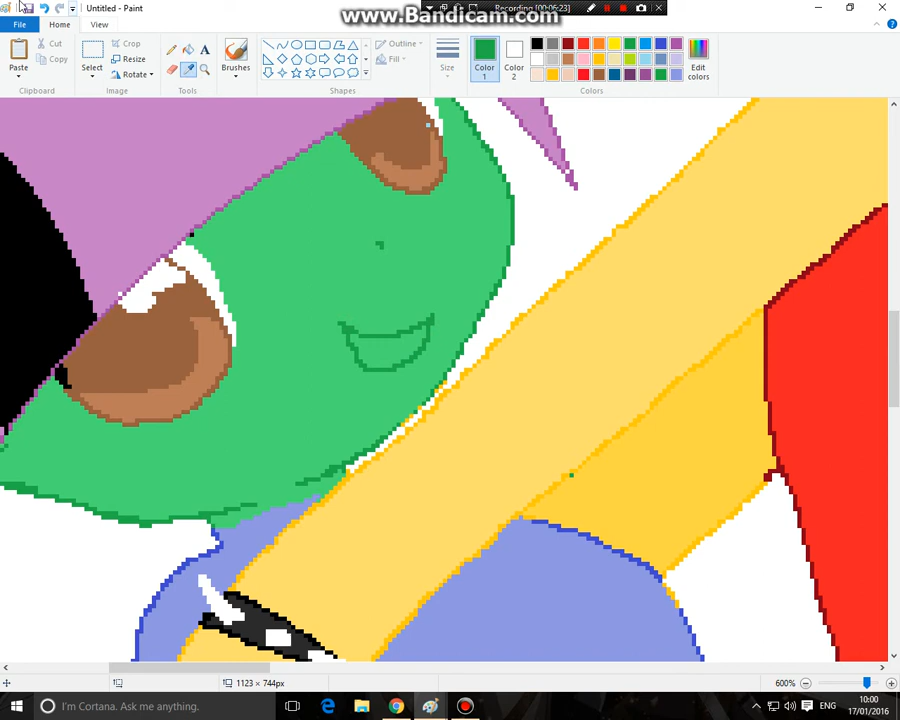 Untitled - Paint
www.Bandicam.com
Recording [00:06:23]
File
Home
View
Paste
Cut
Copy
Clipboard
Select
Crop
Resize
Rotate
Image
A
Tools
Brushes
Shapes
Outline
Fill
Size
Color 1
Color 2
Edit colors
Colors
1123 × 744px
600%
I'm Cortana. Ask me anything.
ENG
10:00
17/01/2016